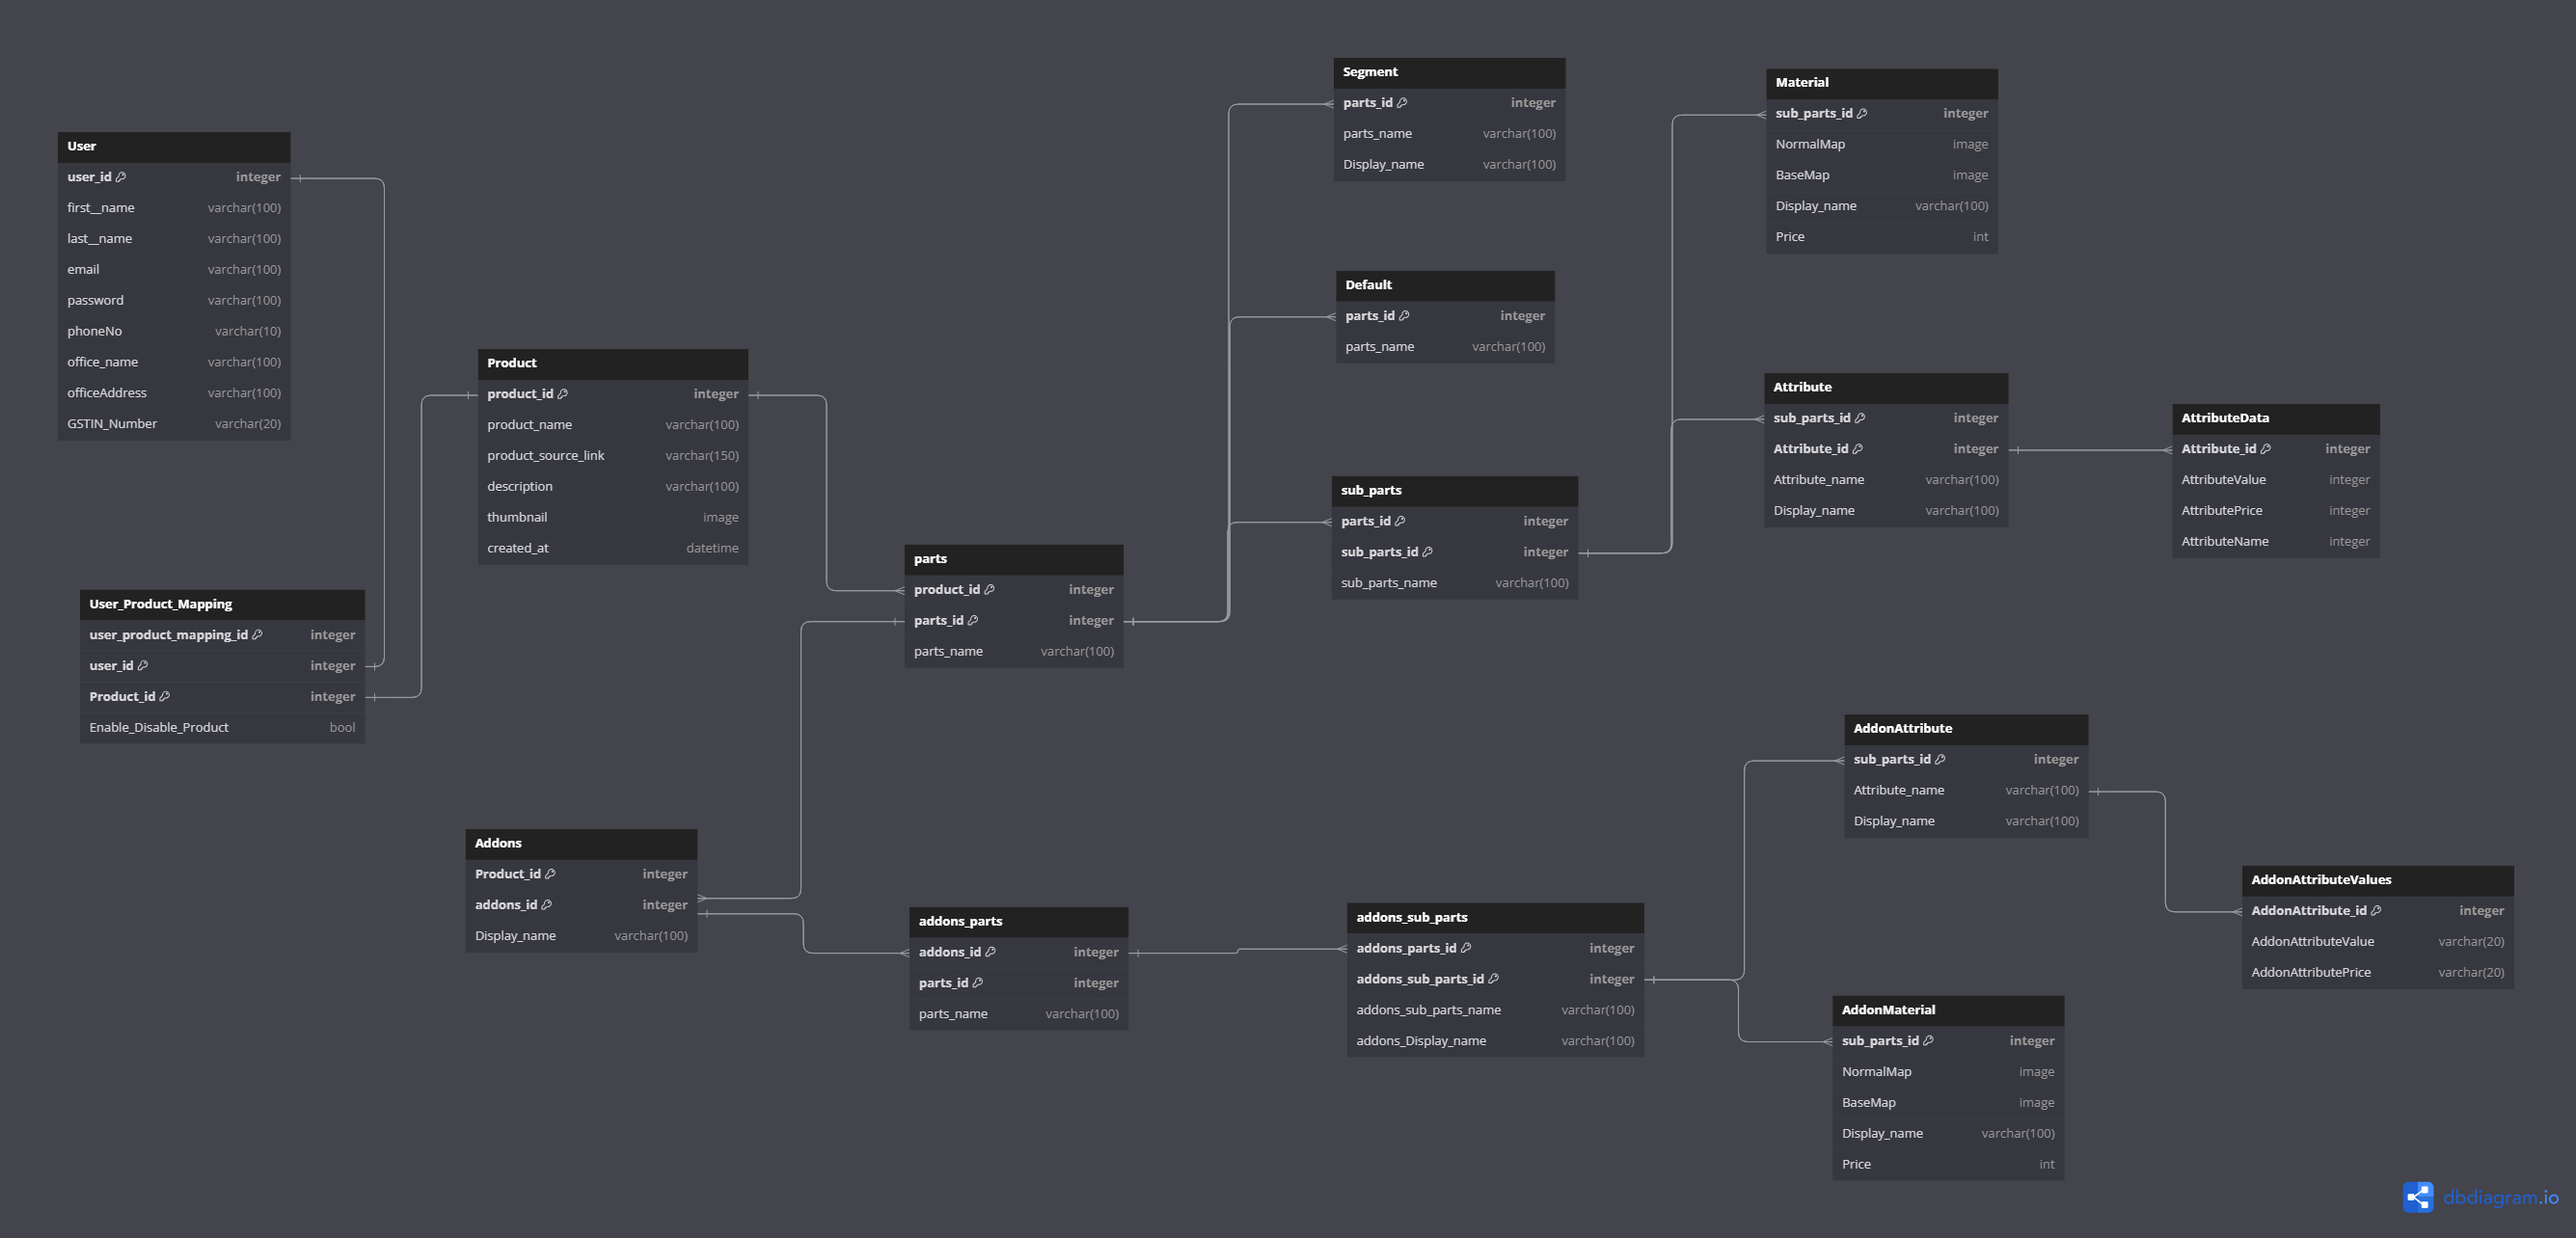 User
user_id integer
first__name varchar(100)
last__name varchar(100)
email varchar(100)
password varchar(100)
phoneNo varchar(10)
office_name varchar(100)
officeAddress varchar(100)
GSTIN_Number varchar(20)
User_Product_Mapping
user_product_mapping_id integer
user_id integer
Product_id integer
Enable_Disable_Product bool
Product
product_id integer
product_name varchar(100)
product_source_link varchar(150)
description varchar(100)
thumbnail image
created_at datetime
Addons
Product_id integer
addons_id integer
Display_name varchar(100)
parts
product_id integer
parts_id integer
parts_name varchar(100)
addons_parts
addons_id integer
parts_id integer
parts_name varchar(100)
Segment
parts_id integer
parts_name varchar(100)
Display_name varchar(100)
Default
parts_id integer
parts_name varchar(100)
sub_parts
parts_id integer
sub_parts_id integer
sub_parts_name varchar(100)
addons_sub_parts
addons_parts_id integer
addons_sub_parts_id integer
addons_sub_parts_name varchar(100)
addons_Display_name varchar(100)
Material
sub_parts_id integer
NormalMap image
BaseMap image
Display_name varchar(100)
Price int
Attribute
sub_parts_id integer
Attribute_id integer
Attribute_name varchar(100)
Display_name varchar(100)
AttributeData
Attribute_id integer
AttributeValue integer
AttributePrice integer
AttributeName integer
AddonAttribute
sub_parts_id integer
Attribute_name varchar(100)
Display_name varchar(100)
AddonAttributeValues
AddonAttribute_id integer
AddonAttributeValue varchar(20)
AddonAttributePrice varchar(20)
AddonMaterial
sub_parts_id integer
NormalMap image
BaseMap image
Display_name varchar(100)
Price int
dbdiagram.io